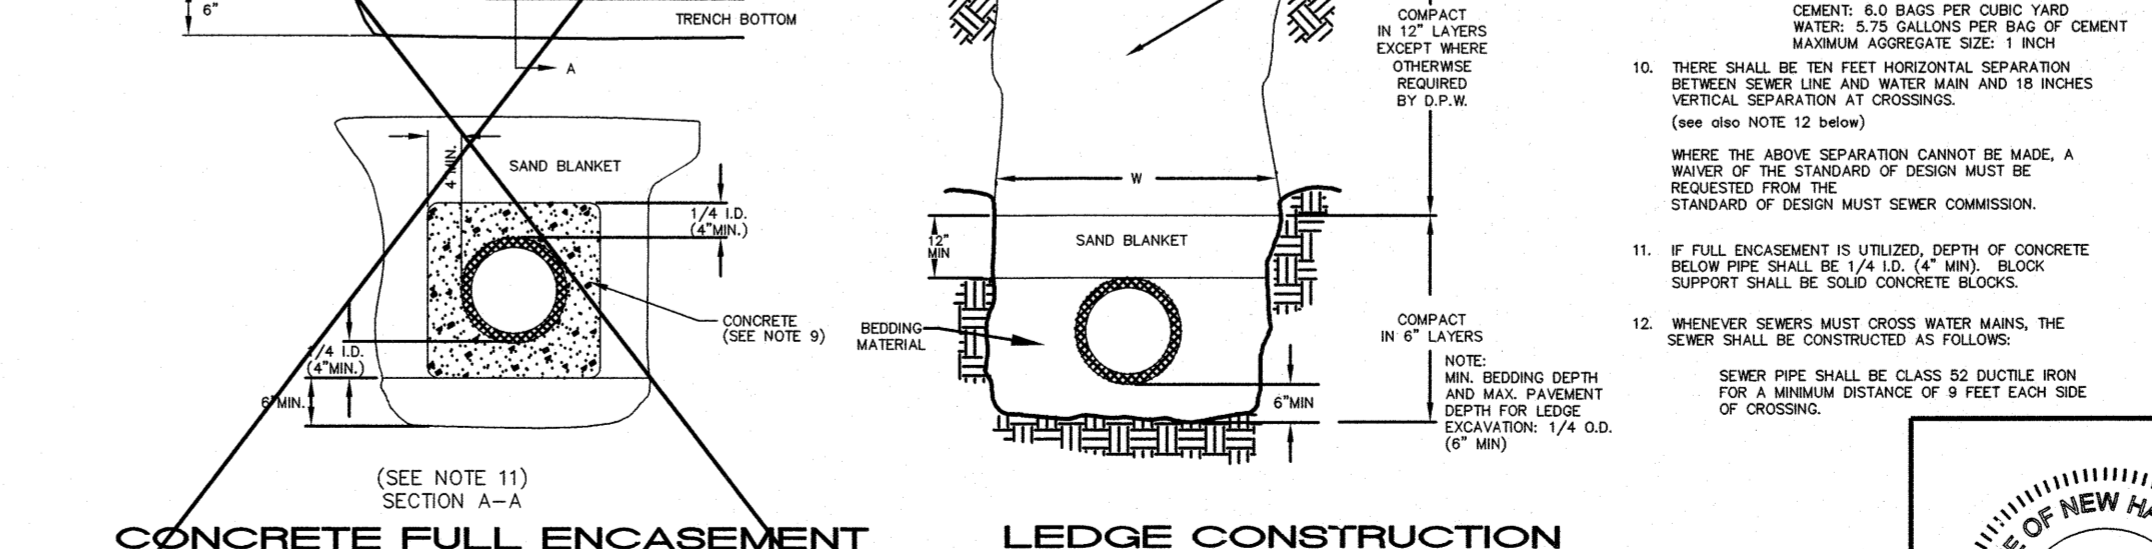 6"
TRENCH BOTTOM
A
4 MIN.
SAND BLANKET
1/4 I.D.
(4"MIN.)
CONCRETE
(SEE NOTE 9)
1/4 I.D.
(4"MIN.)
6"MIN.
(SEE NOTE 11)
SECTION A-A
CONCRETE FULL ENCASEMENT
COMPACT
IN 12" LAYERS
EXCEPT WHERE
OTHERWISE
REQUIRED
BY D.P.W.
W
12"
MIN
SAND BLANKET
BEDDING
MATERIAL
COMPACT
IN 6" LAYERS
6"MIN
NOTE:
MIN. BEDDING DEPTH
AND MAX. PAVEMENT
DEPTH FOR LEDGE
EXCAVATION: 1/4 O.D.
(6" MIN)
LEDGE CONSTRUCTION
CEMENT: 6.0 BAGS PER CUBIC YARD
WATER: 5.75 GALLONS PER BAG OF CEMENT
MAXIMUM AGGREGATE SIZE: 1 INCH
10. THERE SHALL BE TEN FEET HORIZONTAL SEPARATION
BETWEEN SEWER LINE AND WATER MAIN AND 18 INCHES
VERTICAL SEPARATION AT CROSSINGS.
(see also NOTE 12 below)
WHERE THE ABOVE SEPARATION CANNOT BE MADE, A
WAIVER OF THE STANDARD OF DESIGN MUST BE
REQUESTED FROM THE
STANDARD OF DESIGN MUST SEWER COMMISSION.
11. IF FULL ENCASEMENT IS UTILIZED, DEPTH OF CONCRETE
BELOW PIPE SHALL BE 1/4 I.D. (4" MIN). BLOCK
SUPPORT SHALL BE SOLID CONCRETE BLOCKS.
12. WHENEVER SEWERS MUST CROSS WATER MAINS, THE
SEWER SHALL BE CONSTRUCTED AS FOLLOWS:
SEWER PIPE SHALL BE CLASS 52 DUCTILE IRON
FOR A MINIMUM DISTANCE OF 9 FEET EACH SIDE
OF CROSSING.
OF NEW